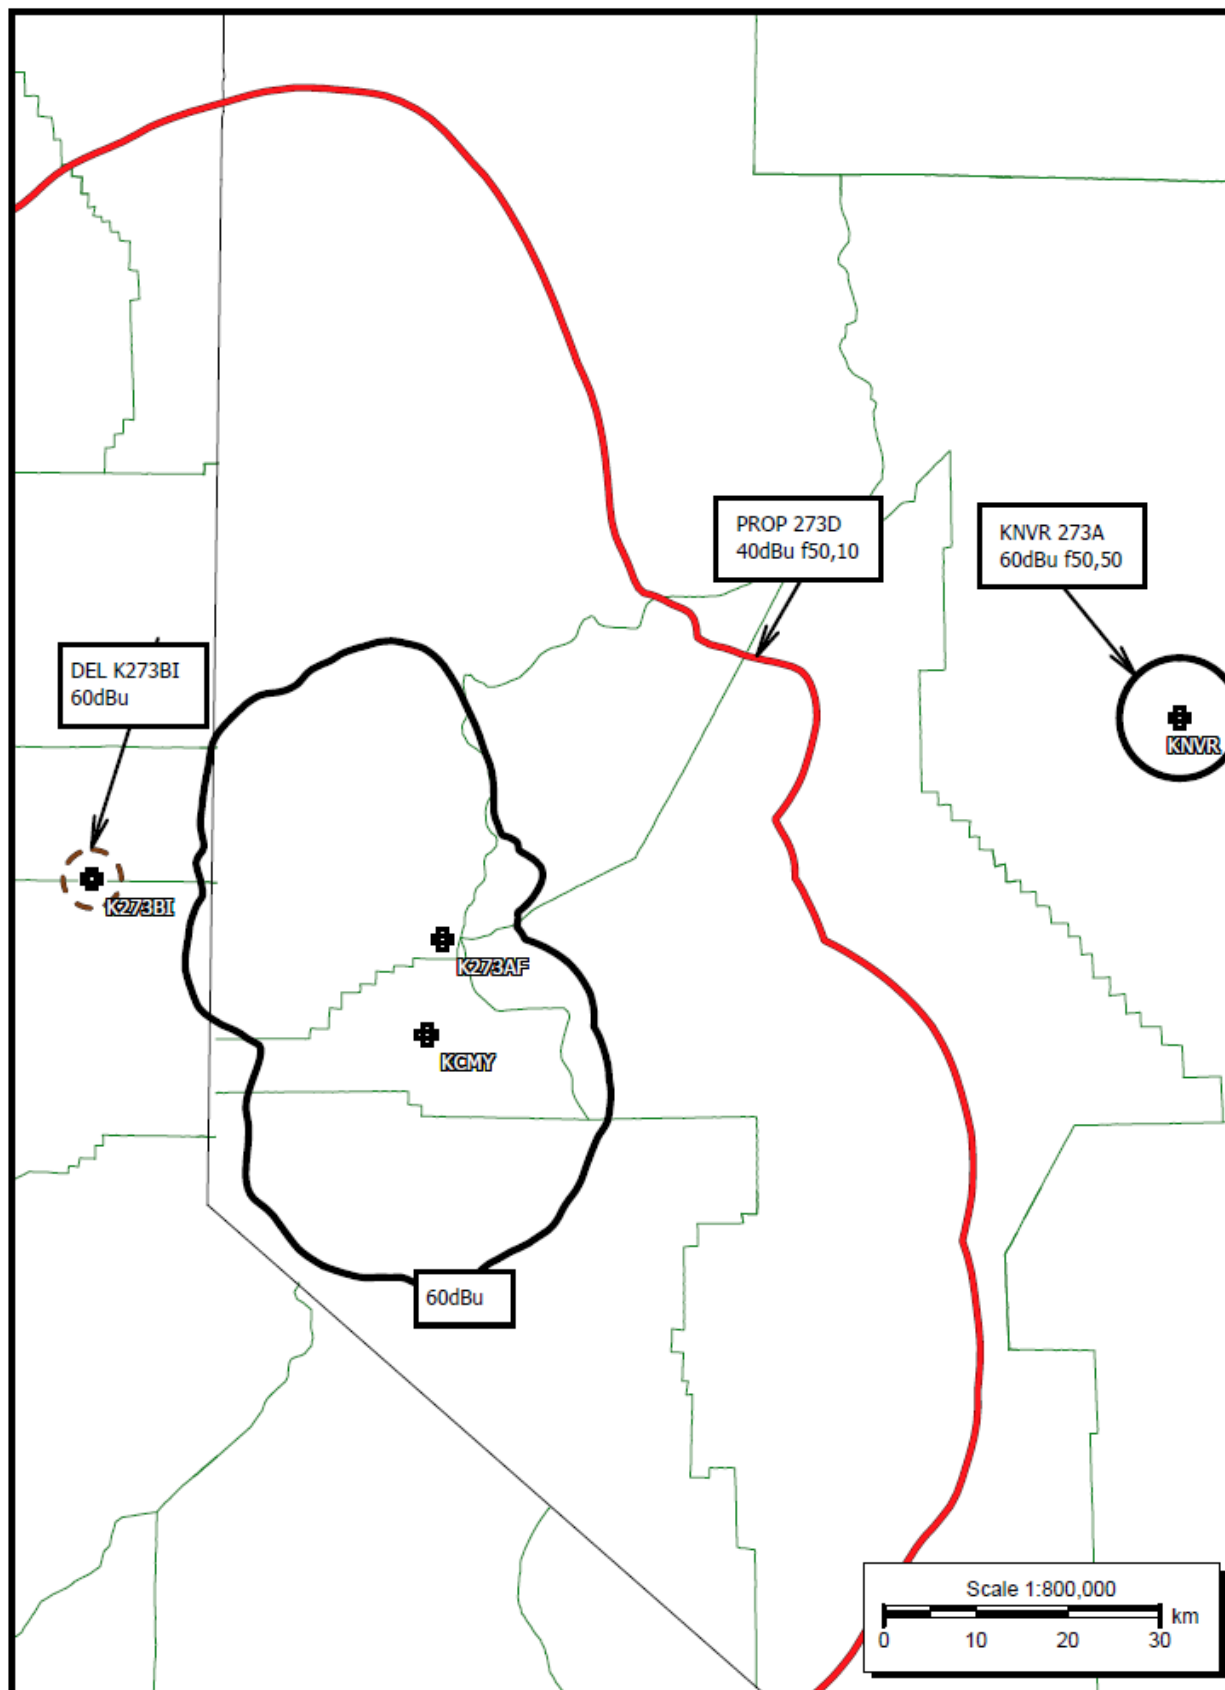 PROP 273D
40dBu f50,10
KNVR 273A
60dBu f50,50
DEL K273BI
60dBu
KNVR
K273BI
K273AF
KCMY
60dBu
Scale 1:800,000
km
0 10 20 30